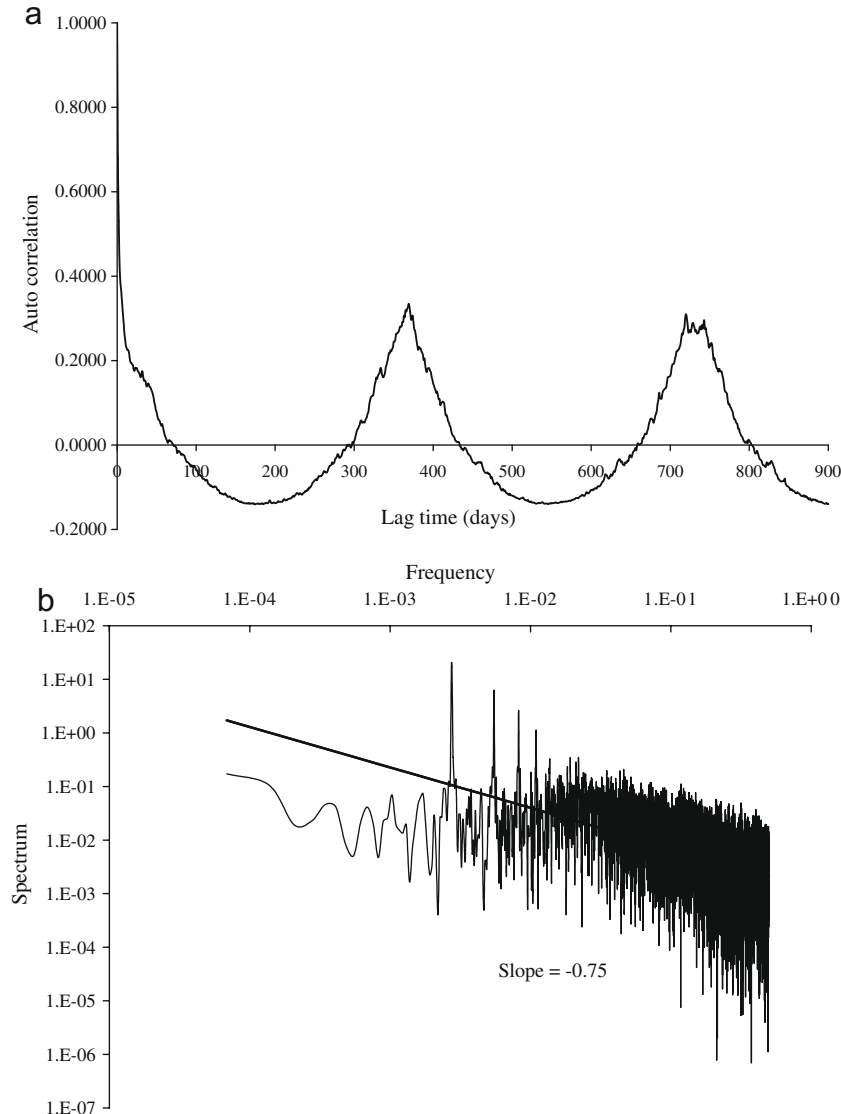 a
1.0000
0.8000
0.6000
0.4000
0.2000
0.0000
-0.2000
Auto correlation
0 100 200 300 400 500 600 700 800 900
Lag time (days)
Frequency
b
1.E-05 1.E-04 1.E-03 1.E-02 1.E-01 1.E+00
1.E+02
1.E+01
1.E+00
1.E-01
1.E-02
1.E-03
1.E-04
1.E-05
1.E-06
1.E-07
Spectrum
Slope = -0.75